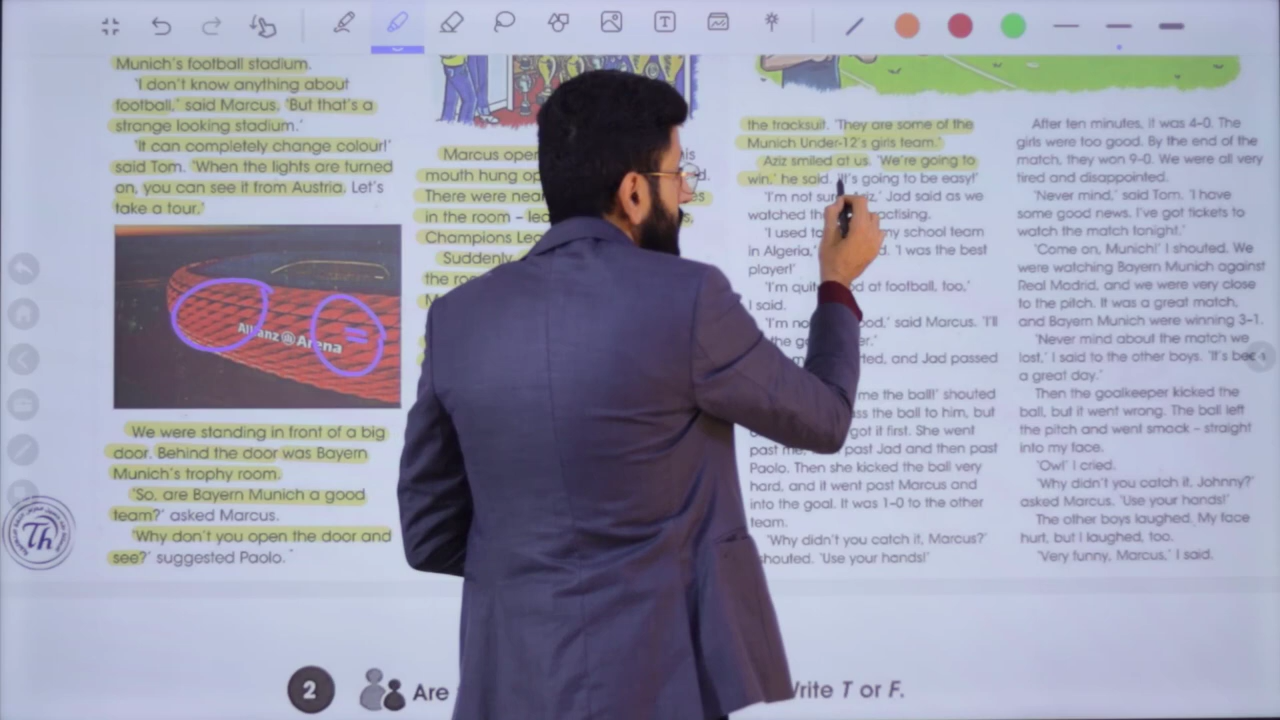 Munich's football stadium.
'I don't know anything about
football,' said Marcus. 'But that's a
strange looking stadium.'
'It can completely change colour!'
said Tom. 'When the lights are turned
on, you can see it from Austria. Let's
take a tour.'
Allianz Arena
=
We were standing in front of a big
door. Behind the door was Bayern
Munich's trophy room.
'So, are Bayern Munich a good
team?' asked Marcus.
'Why don't you open the door and
see?' suggested Paolo.
Th
Marcus
mouth hung
There were
in the room
Champions
Suddenly
the
the tracksuit. 'They are some of the
Munich Under-12's girls team.'
Aziz smiled at us. 'We're going to
win,' he said. 'It's going to be easy!'
'I'm not Jad said as we
watched
'I used my school team
in Algeria,' 'I was the best
player!'
'I'm at football, too,'
I said.
said Marcus. 'I'll
the
and Jad passed
me the ball!' shouted
the ball to him, but
got it first. She went
past past Jad and then past
Paolo. Then she kicked the ball very
hard, and it went past Marcus and
into the goal. It was 1–0 to the other
team.
'Why didn't you catch it, Marcus?'
shouted. 'Use your hands!'
After ten minutes, it was 4–0. The
girls were too good. By the end of the
match, they won 9–0. We were all very
tired and disappointed.
'Never mind,' said Tom. 'I have
some good news. I've got tickets to
watch the match tonight.'
'Come on, Munich!' I shouted. We
were watching Bayern Munich against
Real Madrid, and we were very close
to the pitch. It was a great match,
and Bayern Munich were winning 3–1.
'Never mind about the match we
lost,' I said to the other boys. 'It's
a great day.'
Then the goalkeeper kicked the
ball, but it went wrong. The ball left
the pitch and went smack – straight
into my face.
'Ow!' I cried.
'Why didn't you catch it, Johnny?'
asked Marcus. 'Use your hands!'
The other boys laughed. My face
hurt, but I laughed, too.
'Very funny, Marcus,' I said.
2 Are Write T or F.